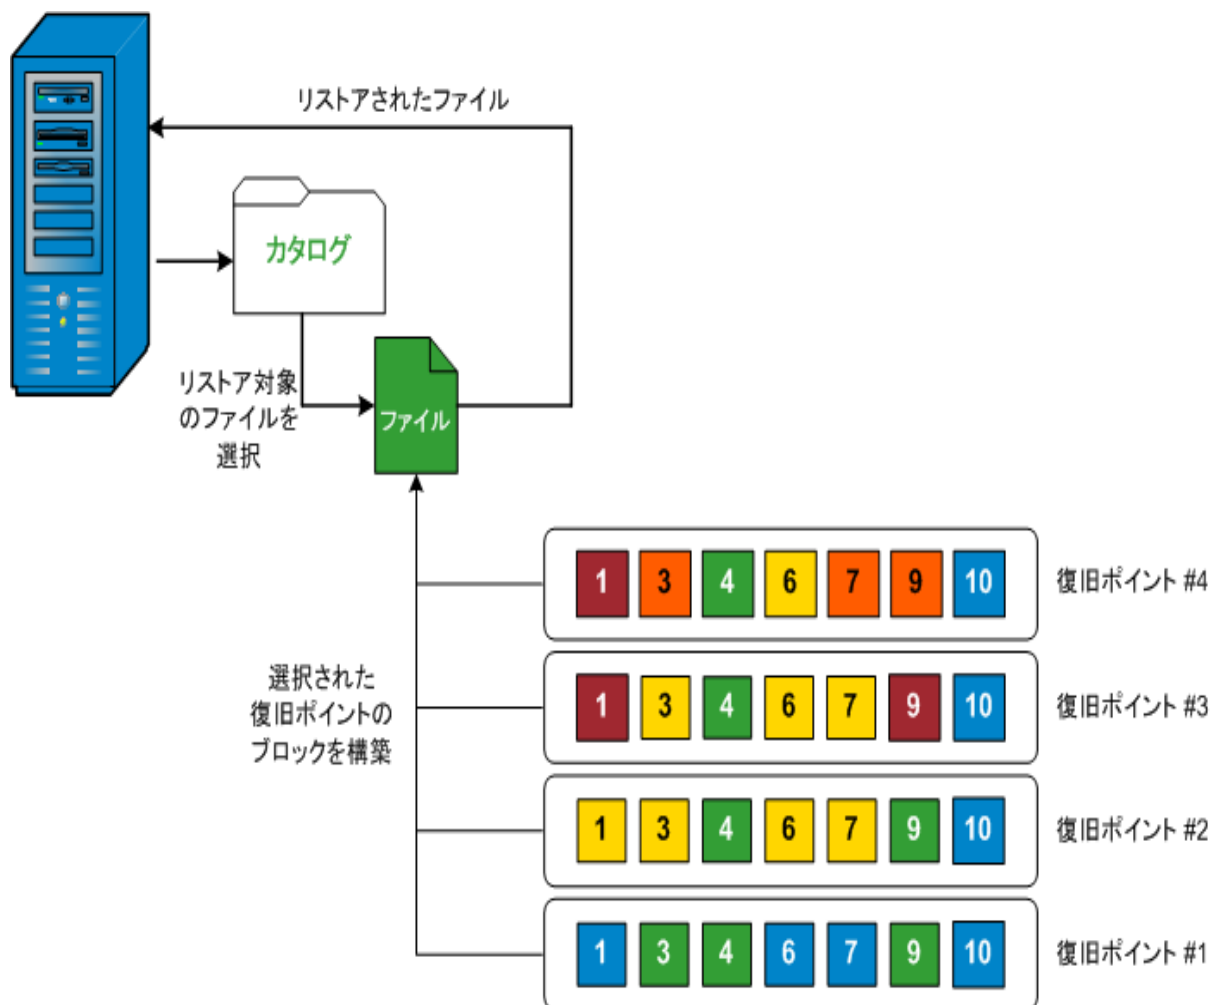 リストアされたファイル
カタログ
リストア対象
のファイルを
選択
ファイル
1 3 4 6 7 9 10
復旧ポイント #4
選択された
復旧ポイントの
ブロックを構築
1 3 4 6 7 9 10
復旧ポイント #3
1 3 4 6 7 9 10
復旧ポイント #2
1 3 4 6 7 9 10
復旧ポイント #1